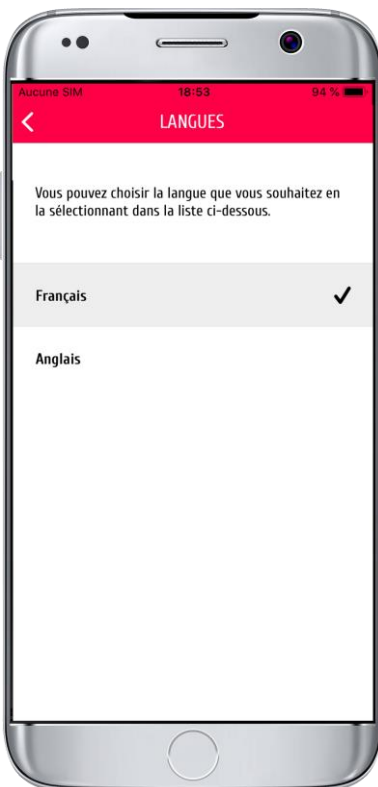 Aucune SIM 18:53 94 %
LANGUES
Vous pouvez choisir la langue que vous souhaitez en
la sélectionnant dans la liste ci-dessous.
Français
Anglais